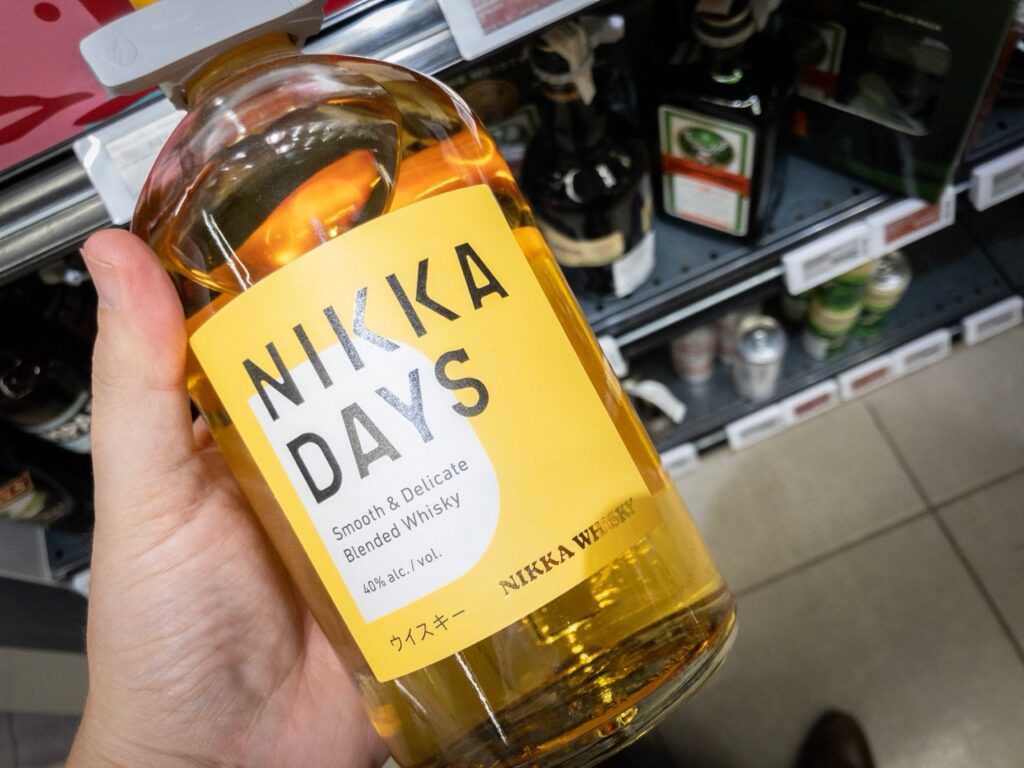 NIKKA
DAYS
Smooth & Delicate
Blended Whisky
40% alc. / vol.
ウイスキー
NIKKA WHISKY